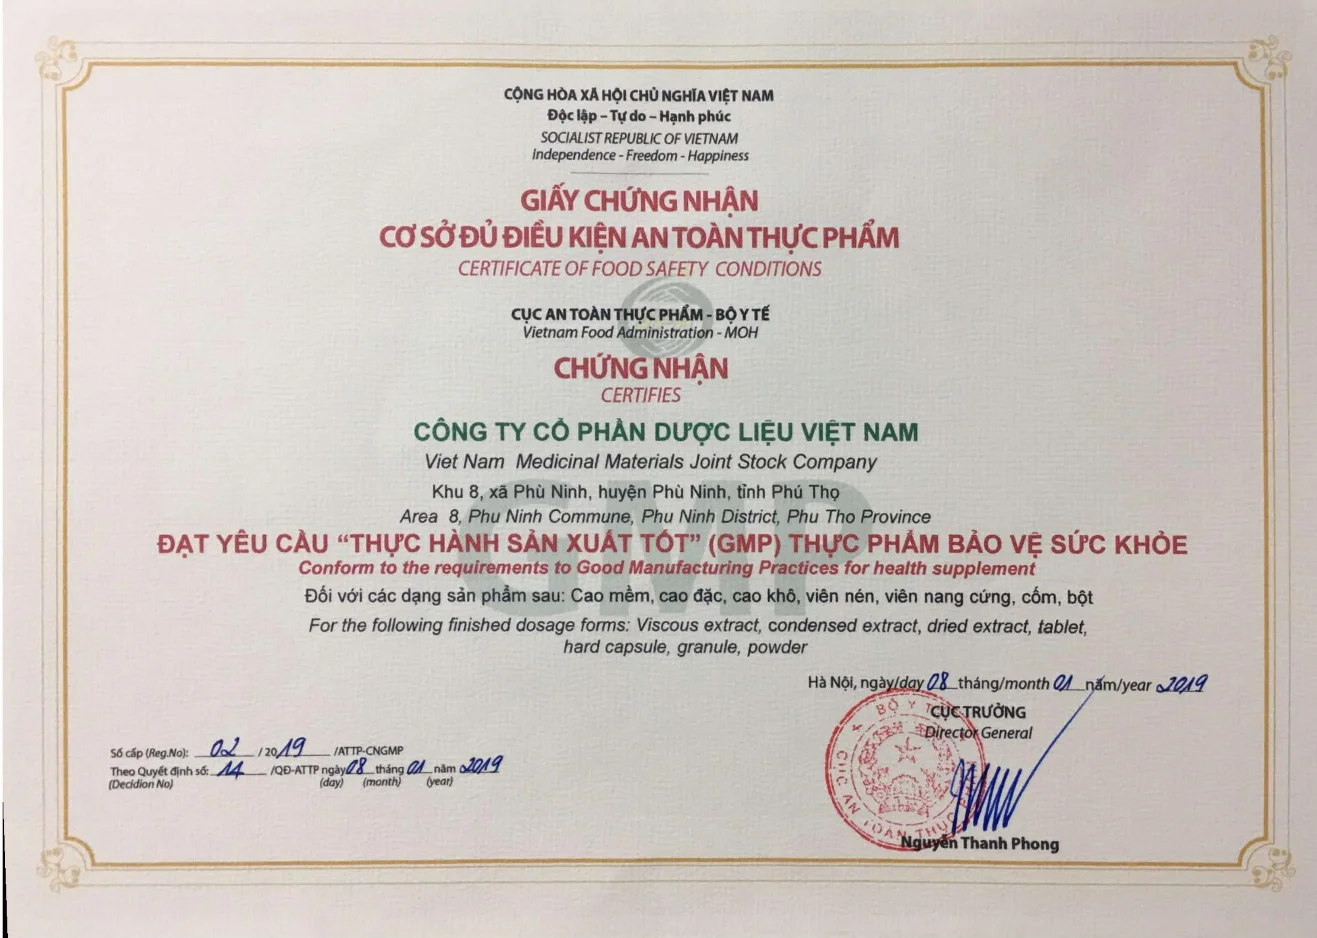 CỘNG HÒA XÃ HỘI CHỦ NGHĨA VIỆT NAM
Độc lập – Tự do – Hạnh phúc
SOCIALIST REPUBLIC OF VIETNAM
Independence - Freedom - Happiness
GIẤY CHỨNG NHẬN
CƠ SỞ ĐỦ ĐIỀU KIỆN AN TOÀN THỰC PHẨM
CERTIFICATE OF FOOD SAFETY CONDITIONS
CỤC AN TOÀN THỰC PHẨM - BỘ Y TẾ
Vietnam Food Administration - MOH
CHỨNG NHẬN
CERTIFIES
CÔNG TY CỔ PHẦN DƯỢC LIỆU VIỆT NAM
Viet Nam Medicinal Materials Joint Stock Company
Khu 8, xã Phù Ninh, huyện Phù Ninh, tỉnh Phú Thọ
Area 8, Phu Ninh Commune, Phu Ninh District, Phu Tho Province
GMP
ĐẠT YÊU CẦU “THỰC HÀNH SẢN XUẤT TỐT” (GMP) THỰC PHẨM BẢO VỆ SỨC KHỎE
Conform to the requirements to Good Manufacturing Practices for health supplement
Đối với các dạng sản phẩm sau: Cao mềm, cao đặc, cao khô, viên nén, viên nang cứng, cốm, bột
For the following finished dosage forms: Viscous extract, condensed extract, dried extract, tablet,
hard capsule, granule, powder
Hà Nội, ngày/day 08 tháng/month 01 năm/year 2019
CỤC TRƯỞNG
Director General
BỘ Y TẾ
CỤC AN TOÀN THỰC PHẨM
Nguyễn Thanh Phong
Số cấp (Reg.No): 02 / 2019 /ATTP-CNGMP
Theo Quyết định số: 14 /QĐ-ATTP ngày 08 tháng 01 năm 2019
(Decidion No) (day) (month) (year)